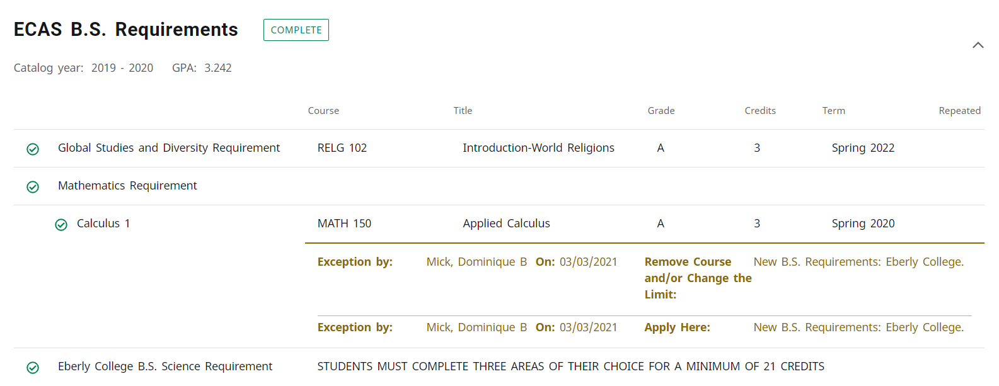 ECAS B.S. Requirements COMPLETE
Catalog year: 2019 - 2020 GPA: 3.242
Course Title Grade Credits Term Repeated
Global Studies and Diversity Requirement RELG 102 Introduction-World Religions A 3 Spring 2022
Mathematics Requirement
Calculus 1 MATH 150 Applied Calculus A 3 Spring 2020
Exception by: Mick, Dominique B On: 03/03/2021 Remove Course New B.S. Requirements: Eberly College.
and/or Change the
Limit:
Exception by: Mick, Dominique B On: 03/03/2021 Apply Here: New B.S. Requirements: Eberly College.
Eberly College B.S. Science Requirement STUDENTS MUST COMPLETE THREE AREAS OF THEIR CHOICE FOR A MINIMUM OF 21 CREDITS